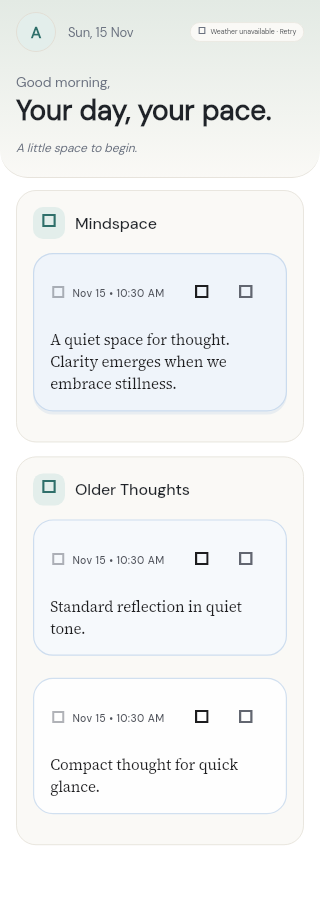 A
Sun, 15 Nov
Weather unavailable · Retry
Good morning,
Your day, your pace.
A little space to begin.
Mindspace
Nov 15 • 10:30 AM
A quiet space for thought.
Clarity emerges when we
embrace stillness.
Older Thoughts
Nov 15 • 10:30 AM
Standard reflection in quiet
tone.
Nov 15 • 10:30 AM
Compact thought for quick
glance.